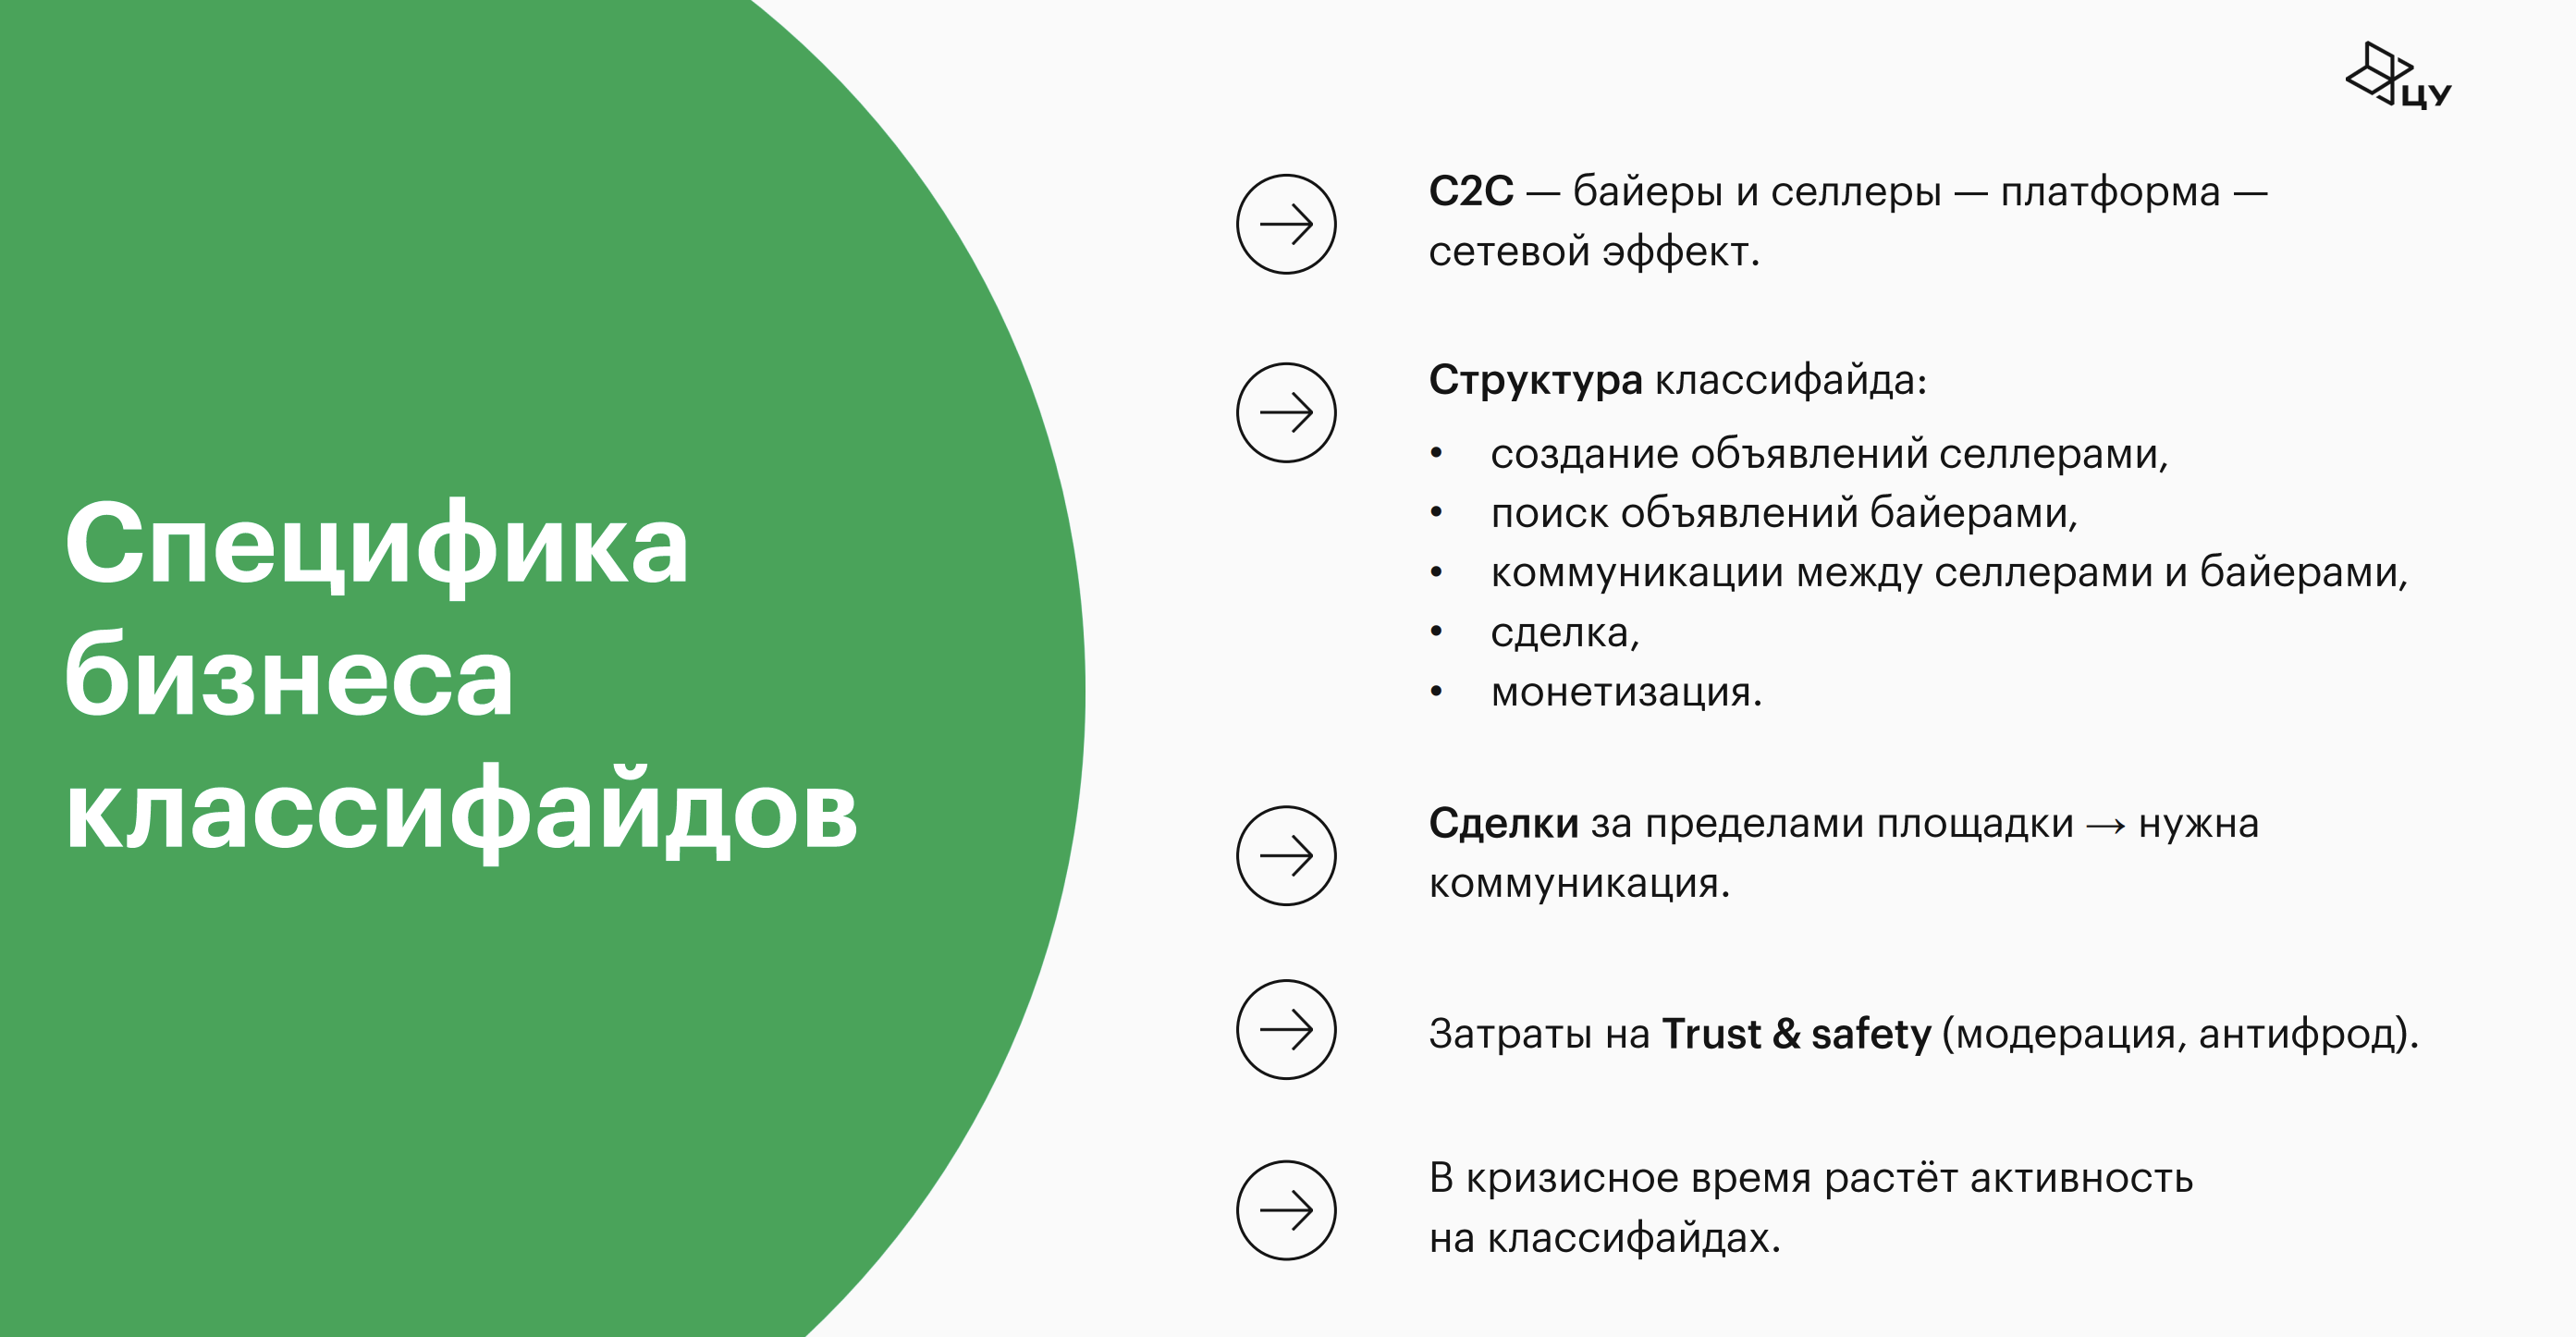 ЦУ
Специфика
бизнеса
классифайдов
C2C — байеры и селлеры — платформа —
сетевой эффект.
Структура классифайда:
• создание объявлений селлерами,
• поиск объявлений байерами,
• коммуникации между селлерами и байерами,
• сделка,
• монетизация.
Сделки за пределами площадки → нужна
коммуникация.
Затраты на Trust & safety (модерация, антифрод).
В кризисное время растёт активность
на классифайдах.